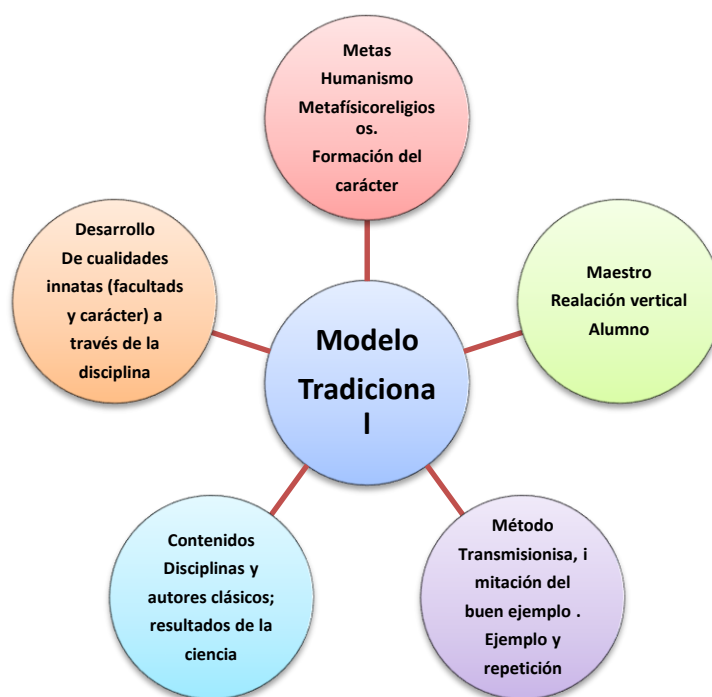 Metas
Humanismo
Metafísicoreligios
os.
Formación del
carácter
Desarrollo
De cualidades
innatas (facultads
y carácter) a
través de la
disciplina
Maestro
Realación vertical
Alumno
Modelo
Tradiciona
l
Contenidos
Disciplinas y
autores clásicos;
resultados de la
ciencia
Método
Transmisionisa, i
mitación del
buen ejemplo .
Ejemplo y
repetición